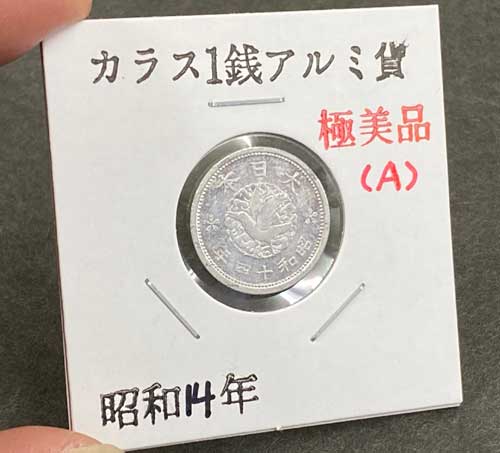 カラス1銭アルミ貨
極美品
(A)
大日本
昭和十四年
昭和14年